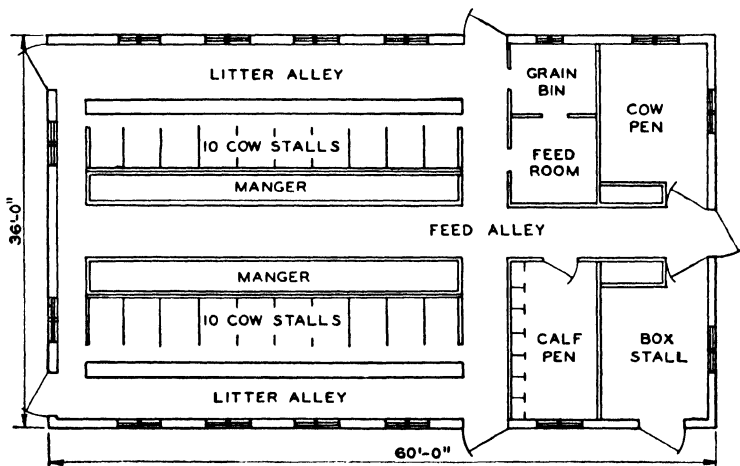 LITTER ALLEY
GRAIN
BIN
COW
PEN
10 COW STALLS
FEED
ROOM
MANGER
36'-0"
FEED ALLEY
MANGER
10 COW STALLS
CALF
PEN
BOX
STALL
LITTER ALLEY
60'-0"